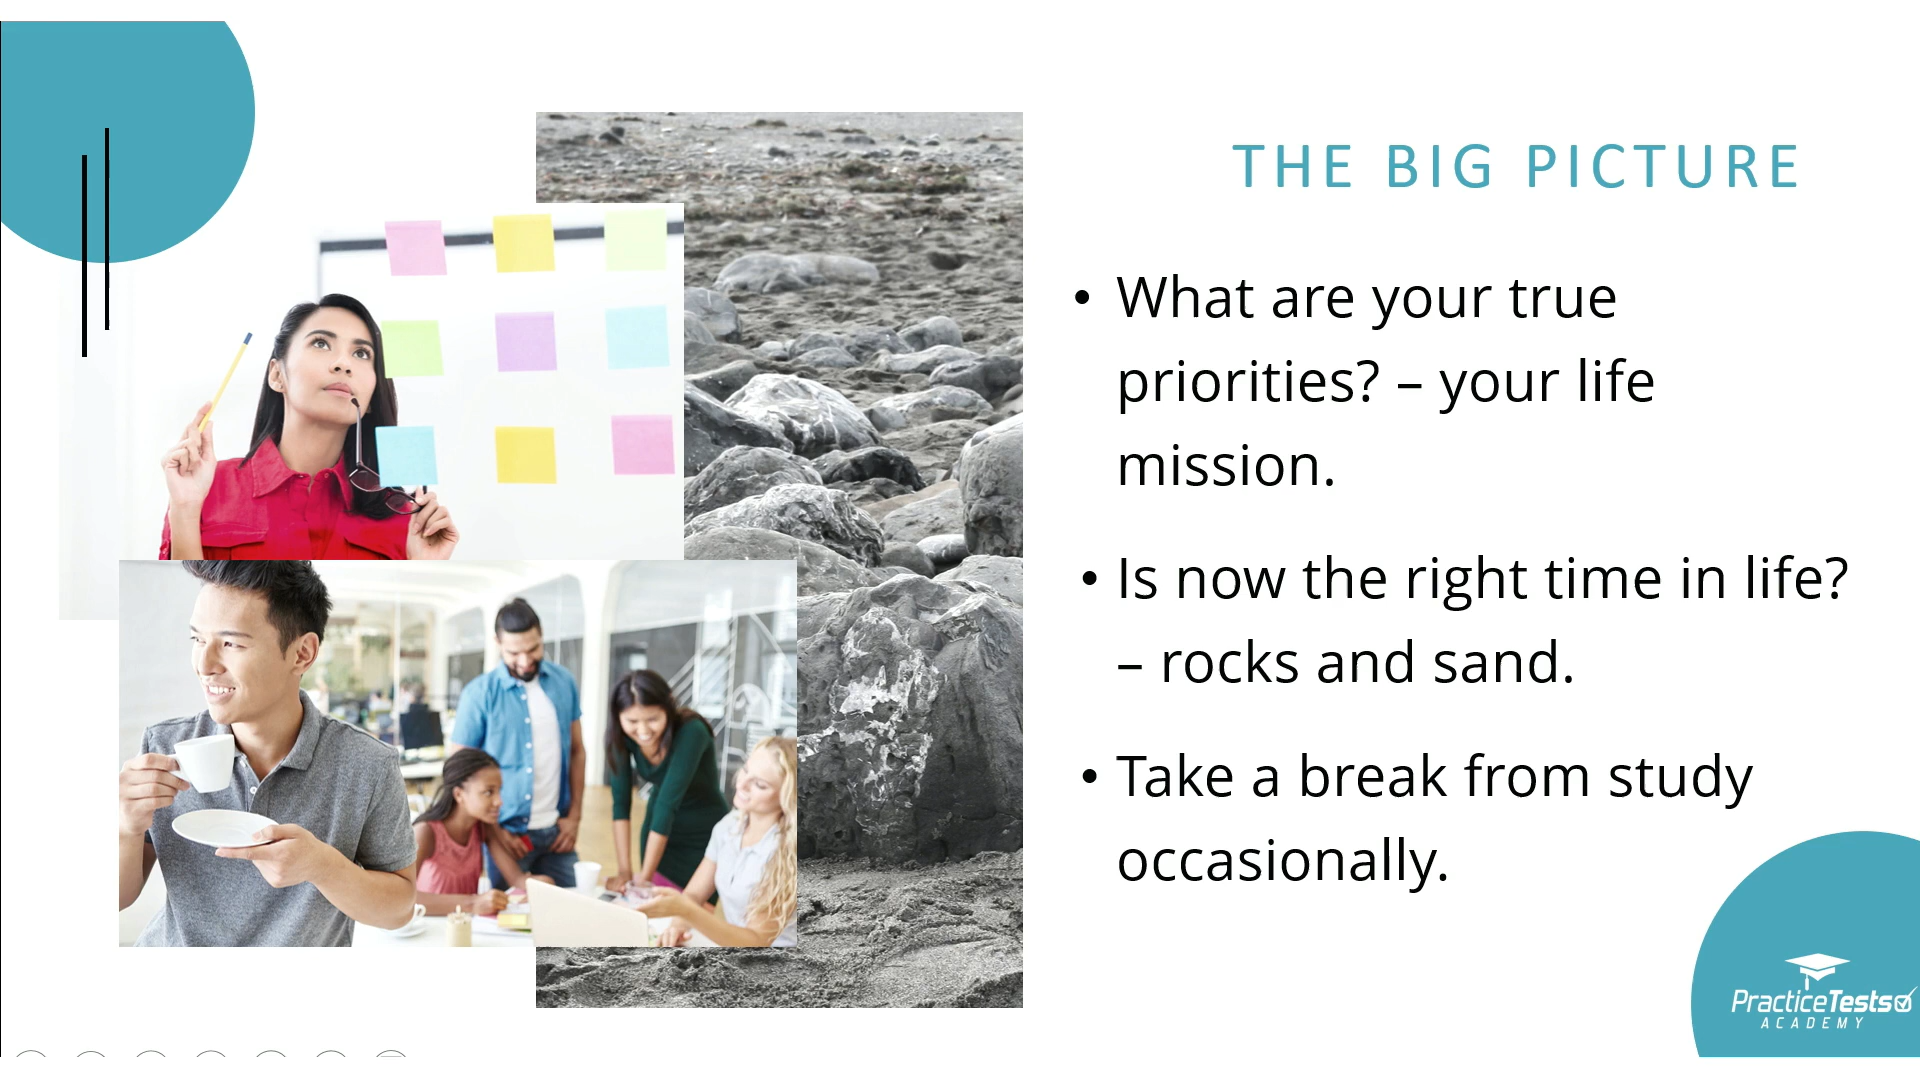 THE BIG PICTURE
• What are your true
priorities? – your life
mission.
• Is now the right time in life?
– rocks and sand.
• Take a break from study
occasionally.
PracticeTests
ACADEMY